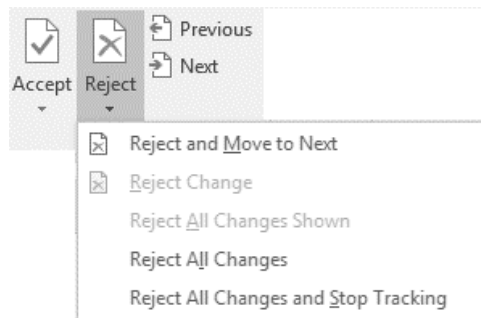 Accept
Reject
Previous
Next
Reject and Move to Next
Reject Change
Reject All Changes Shown
Reject All Changes
Reject All Changes and Stop Tracking